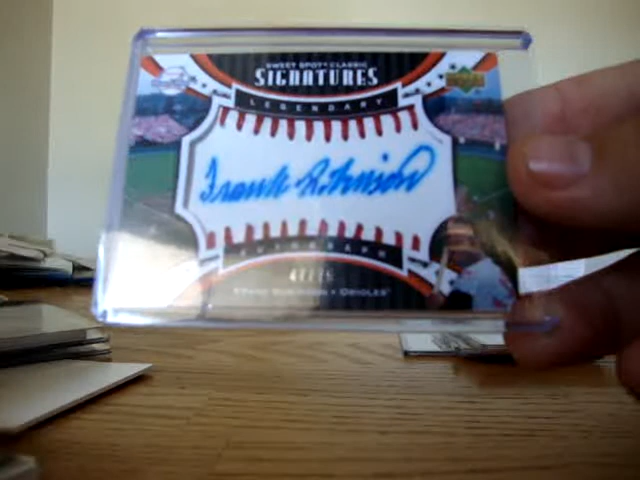 SWEET SPOT CLASSIC
SIGNATURES
LEGENDARY
Frank Robinson
AUTOGRAPH
FRANK ROBINSON • ORIOLES